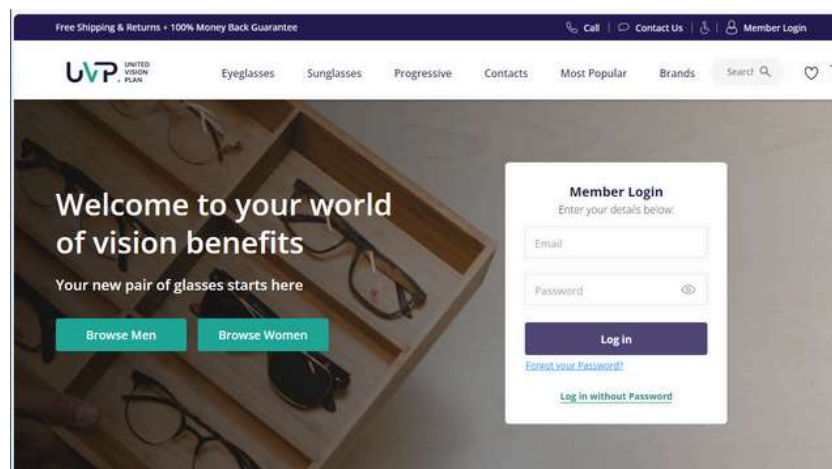 Free Shipping & Returns + 100% Money Back Guarantee
Call
Contact Us
Member Login
UVP. UNITED
VISION
PLAN
Eyeglasses
Sunglasses
Progressive
Contacts
Most Popular
Brands
Search
Welcome to your world
of vision benefits
Your new pair of glasses starts here
Browse Men
Browse Women
Member Login
Enter your details below:
Email
Password
Log in
Forgot your Password?
Log in without Password